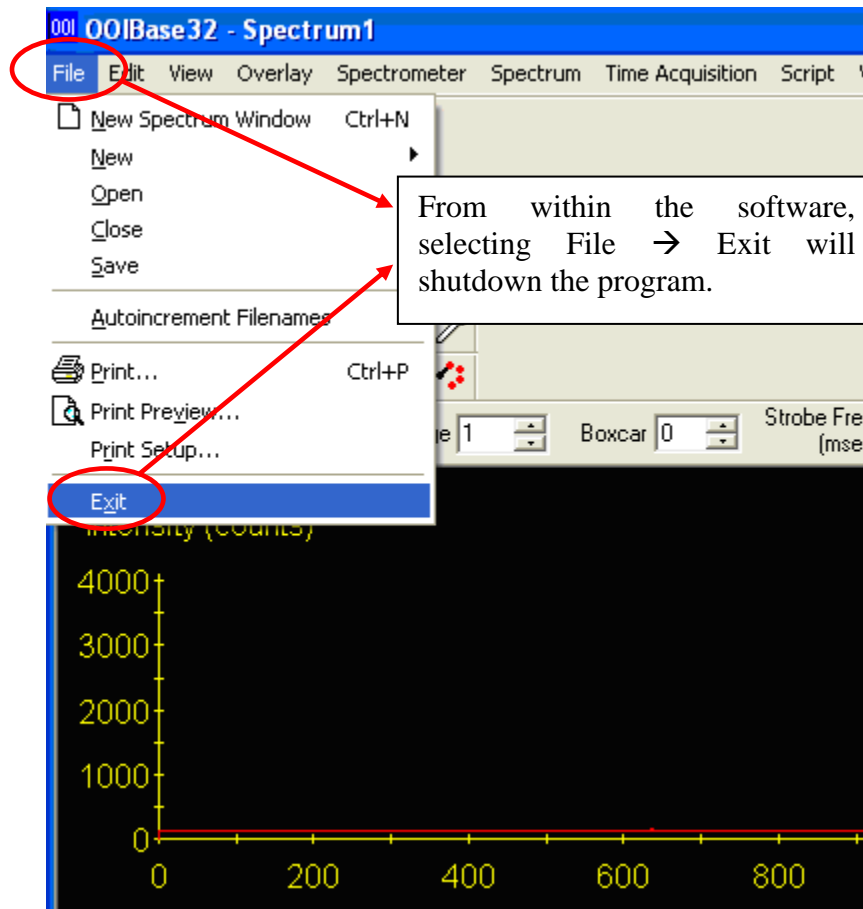 OOI OOIBase32 - Spectrum1
File Edit View Overlay Spectrometer Spectrum Time Acquisition Script
New Spectrum Window Ctrl+N
New
Open
Close
Save
Autoincrement Filenames
Print... Ctrl+P
Print Preview...
Print Setup...
Exit
From within the software,
selecting File → Exit will
shutdown the program.
1 Boxcar 0
Strobe
Intensity (counts)
4000
3000
2000
1000
0
0 200 400 600 800